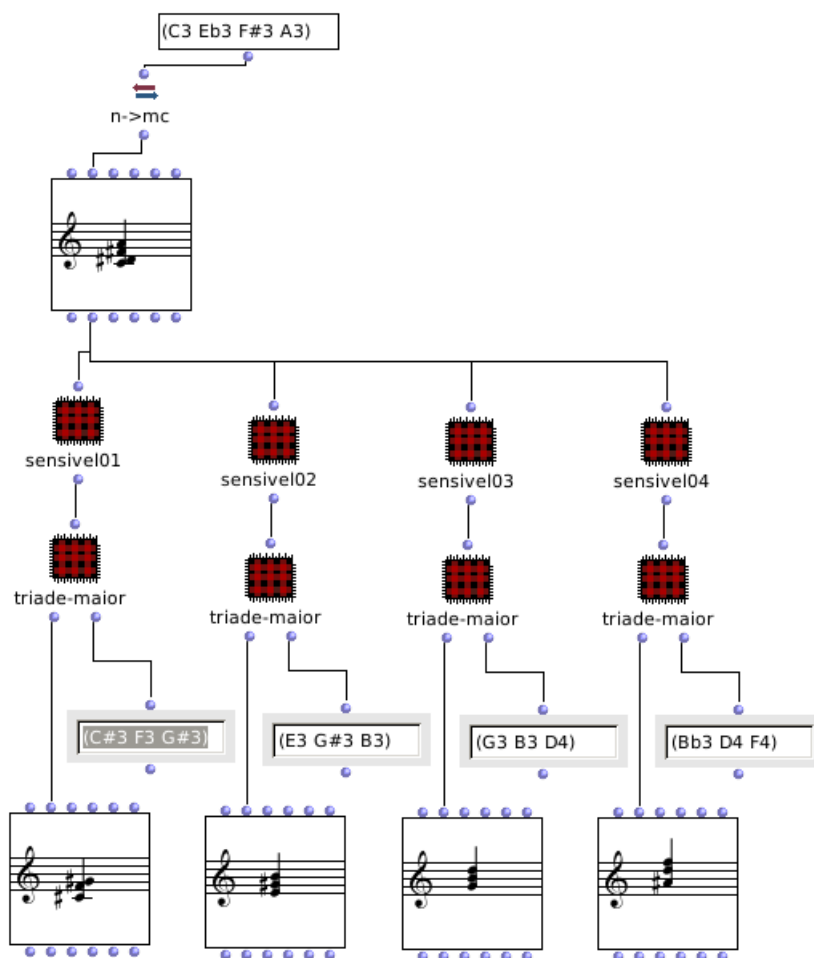 (C3 Eb3 F#3 A3)
n->mc
sensivel01
sensivel02
sensivel03
sensivel04
triade-maior
triade-maior
triade-maior
triade-maior
(C#3 F3 G#3)
(E3 G#3 B3)
(G3 B3 D4)
(Bb3 D4 F4)